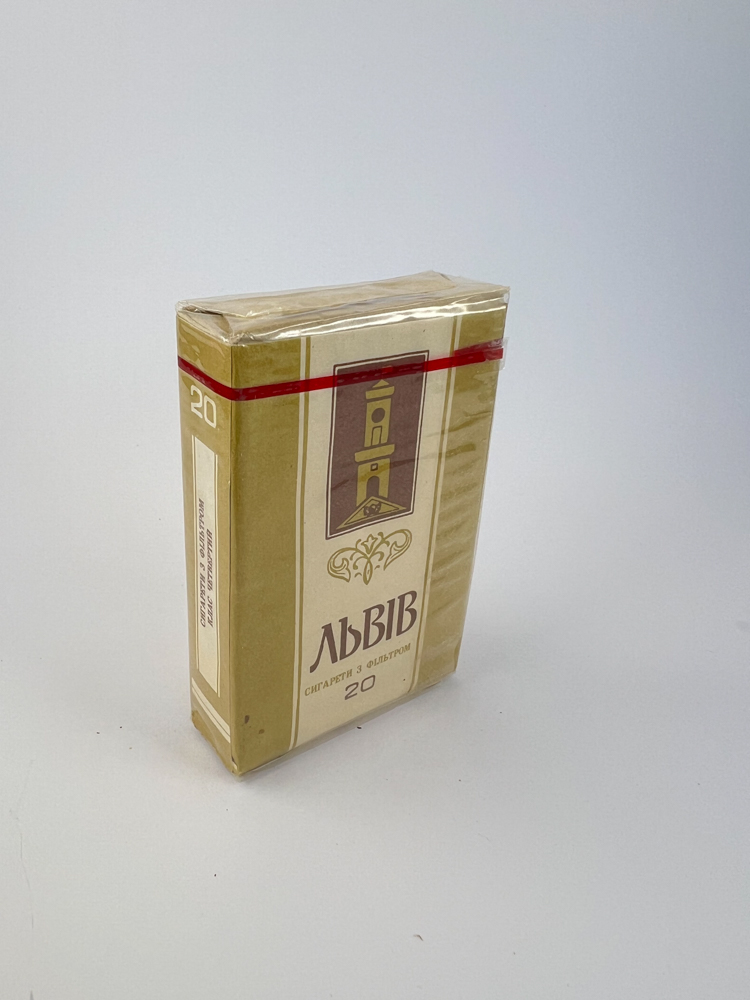 20
СИГАРЕТИ З ФІЛЬТРОМ
КЛАС ЧЕТВЕРТИЙ
ЛЬВІВ
СИГАРЕТИ З ФІЛЬТРОМ
20